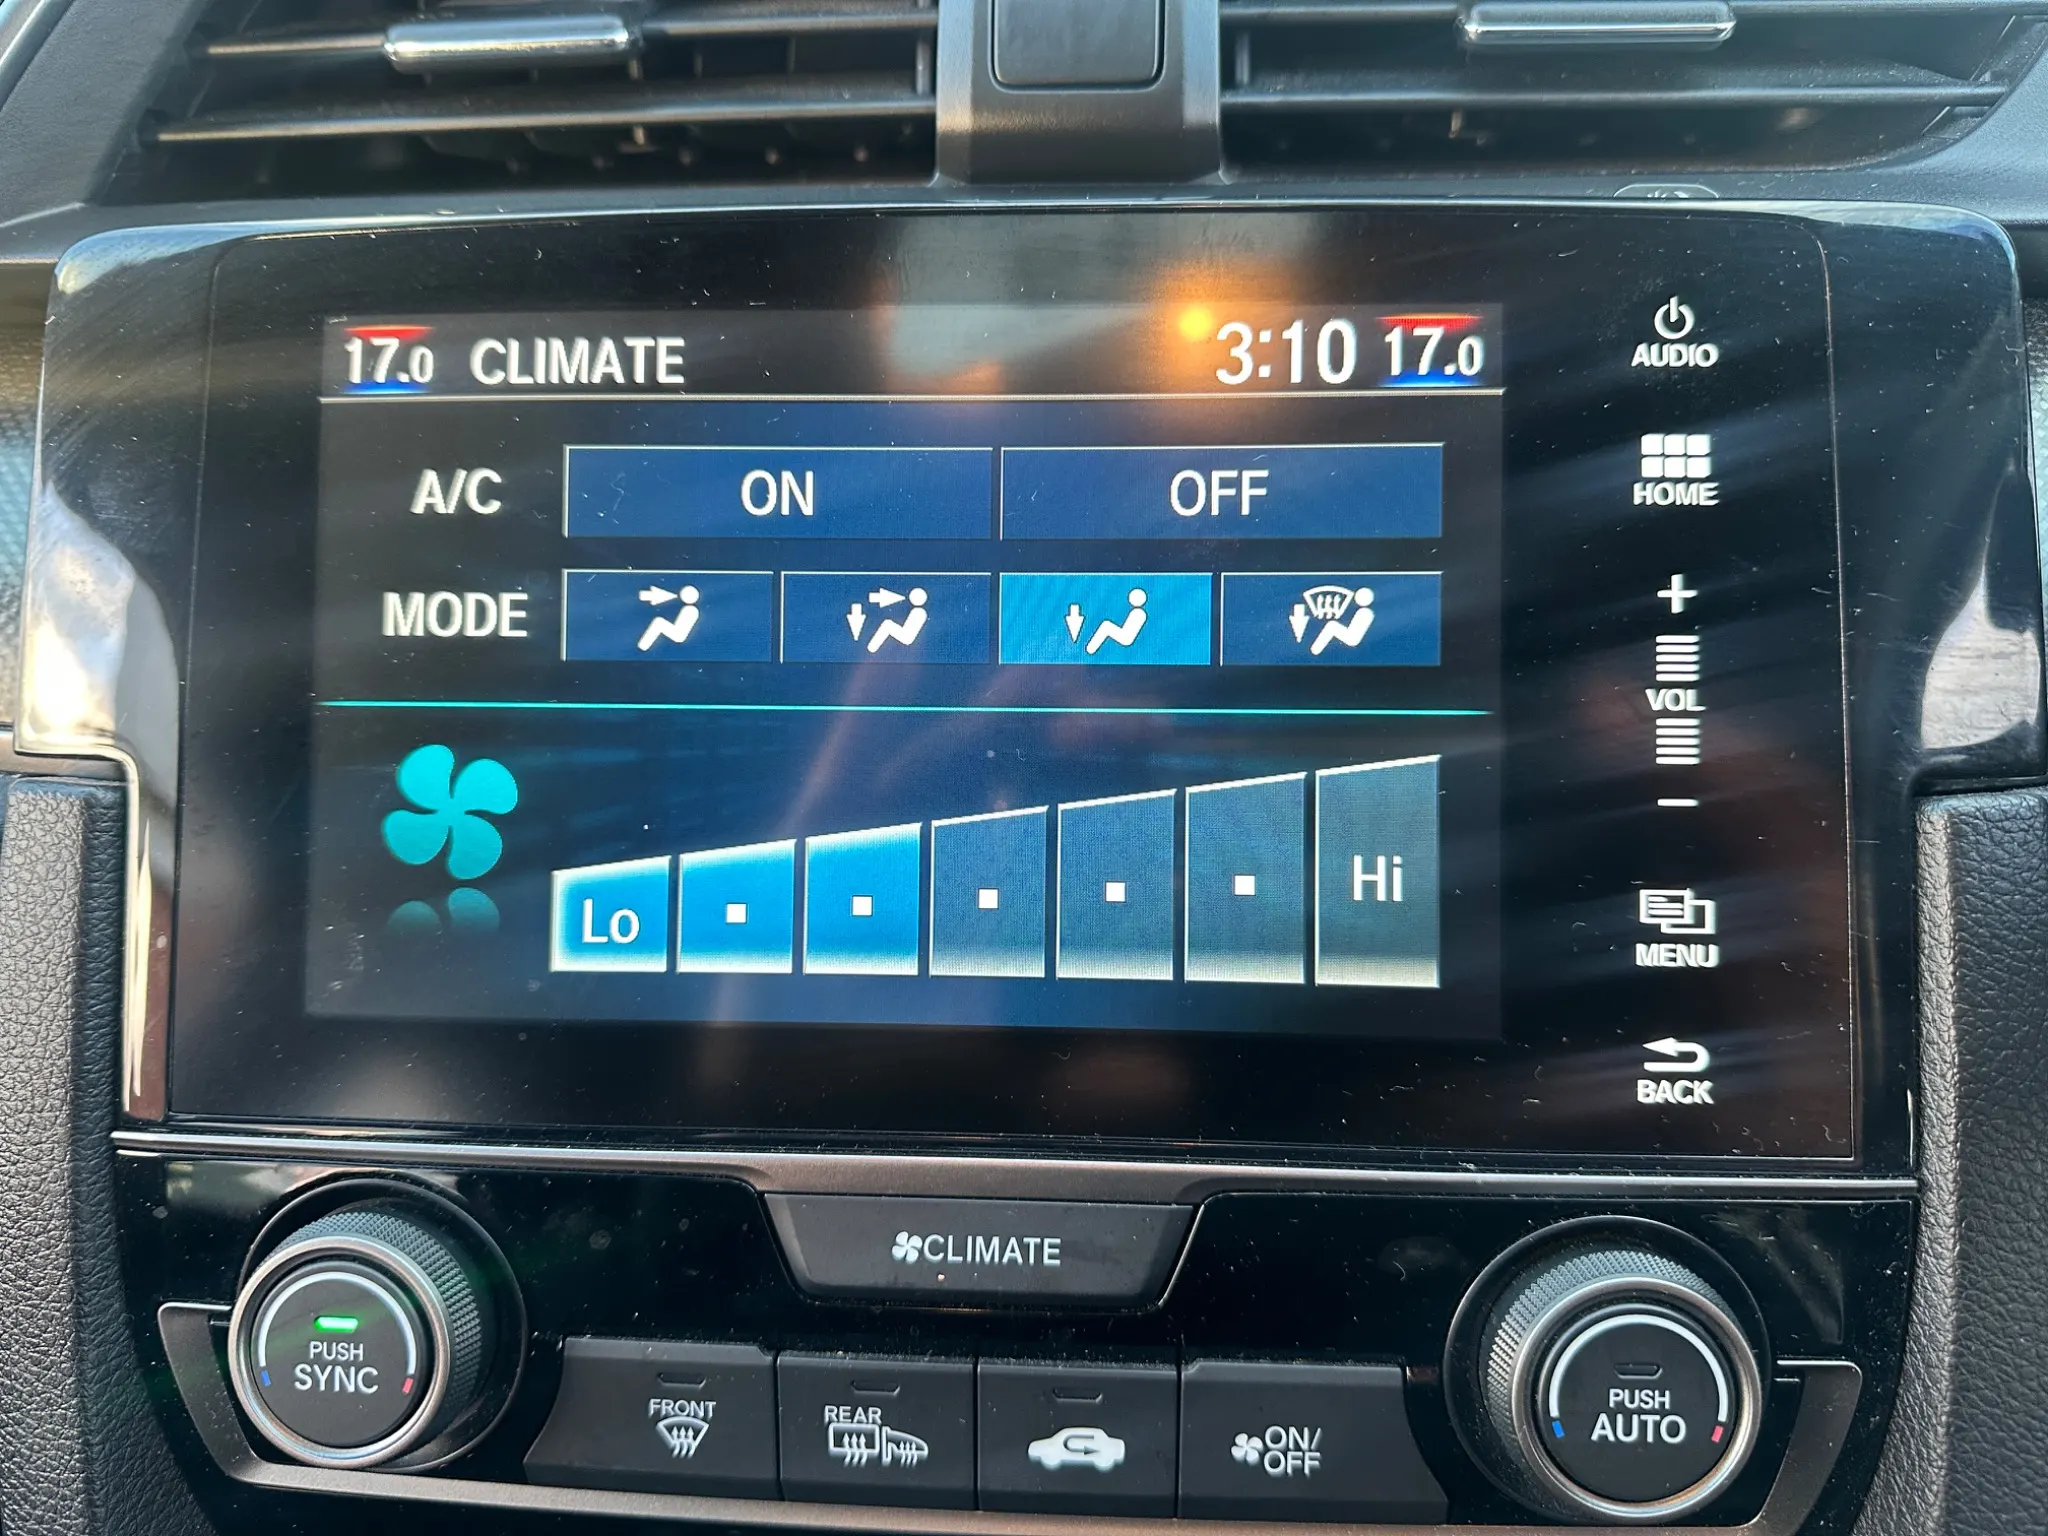 17.0 CLIMATE 3:10 17.0
A/C ON OFF
MODE
Lo Hi
AUDIO
HOME
+
VOL
−
MENU
BACK
CLIMATE
PUSH
SYNC
FRONT
REAR
ON/
OFF
PUSH
AUTO